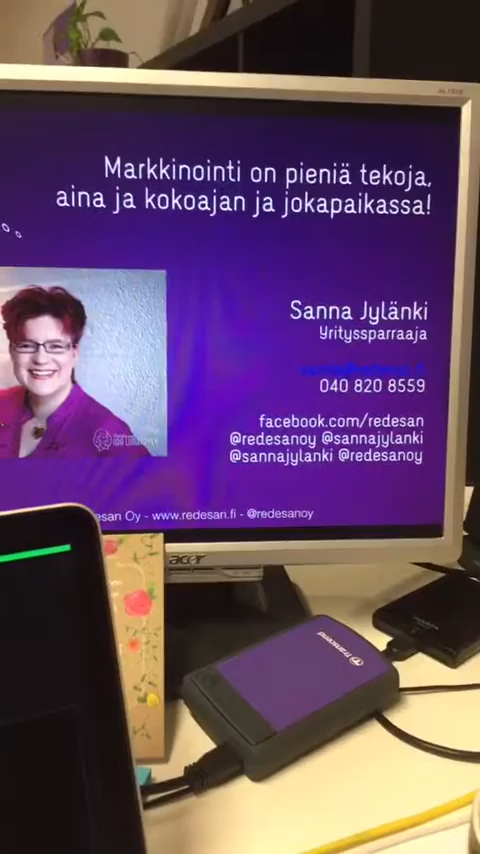 AL1916
Markkinointi on pieniä tekoja,
aina ja kokoajan ja jokapaikassa!
Sanna Jylänki
Yrityssparraaja
040 820 8559
facebook.com/redesan
@redesanoy @sannajylanki
@sannajylanki @redesanoy
esan Oy - www.redesan.fi - @redesanoy
acer
Transcend